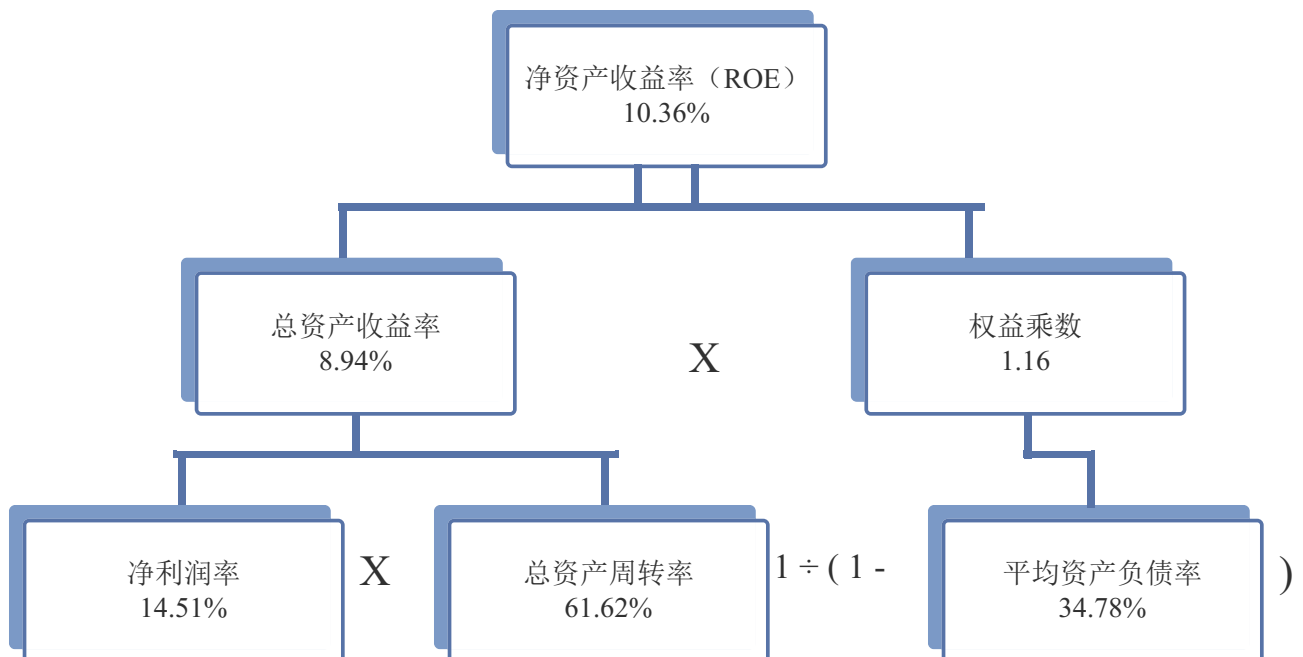 净资产收益率（ROE）
10.36%
总资产收益率
8.94%
X
权益乘数
1.16
净利润率
14.51%
X
总资产周转率
61.62%
1 ÷ ( 1 -
平均资产负债率
34.78%
)